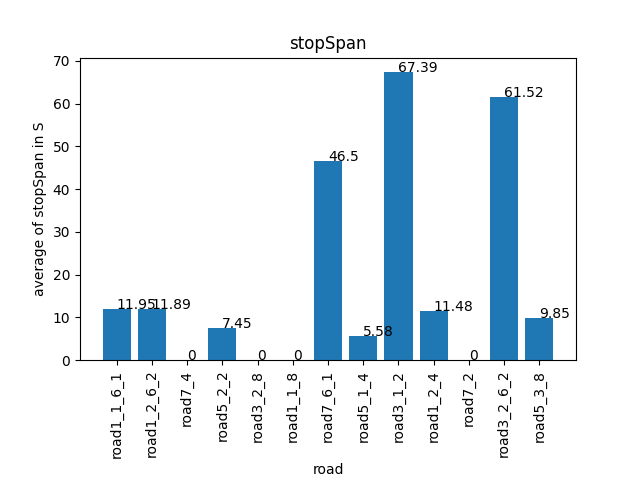 stopSpan
average of stopSpan in S
70
60
50
40
30
20
10
0
11.95
11.89
0
7.45
0
0
46.5
5.58
67.39
11.48
0
61.52
9.85
road1_1_6_1
road1_2_6_2
road7_4
road5_2_2
road3_2_8
road1_1_8
road7_6_1
road5_1_4
road3_1_2
road1_2_4
road7_2
road3_2_6_2
road5_3_8
road